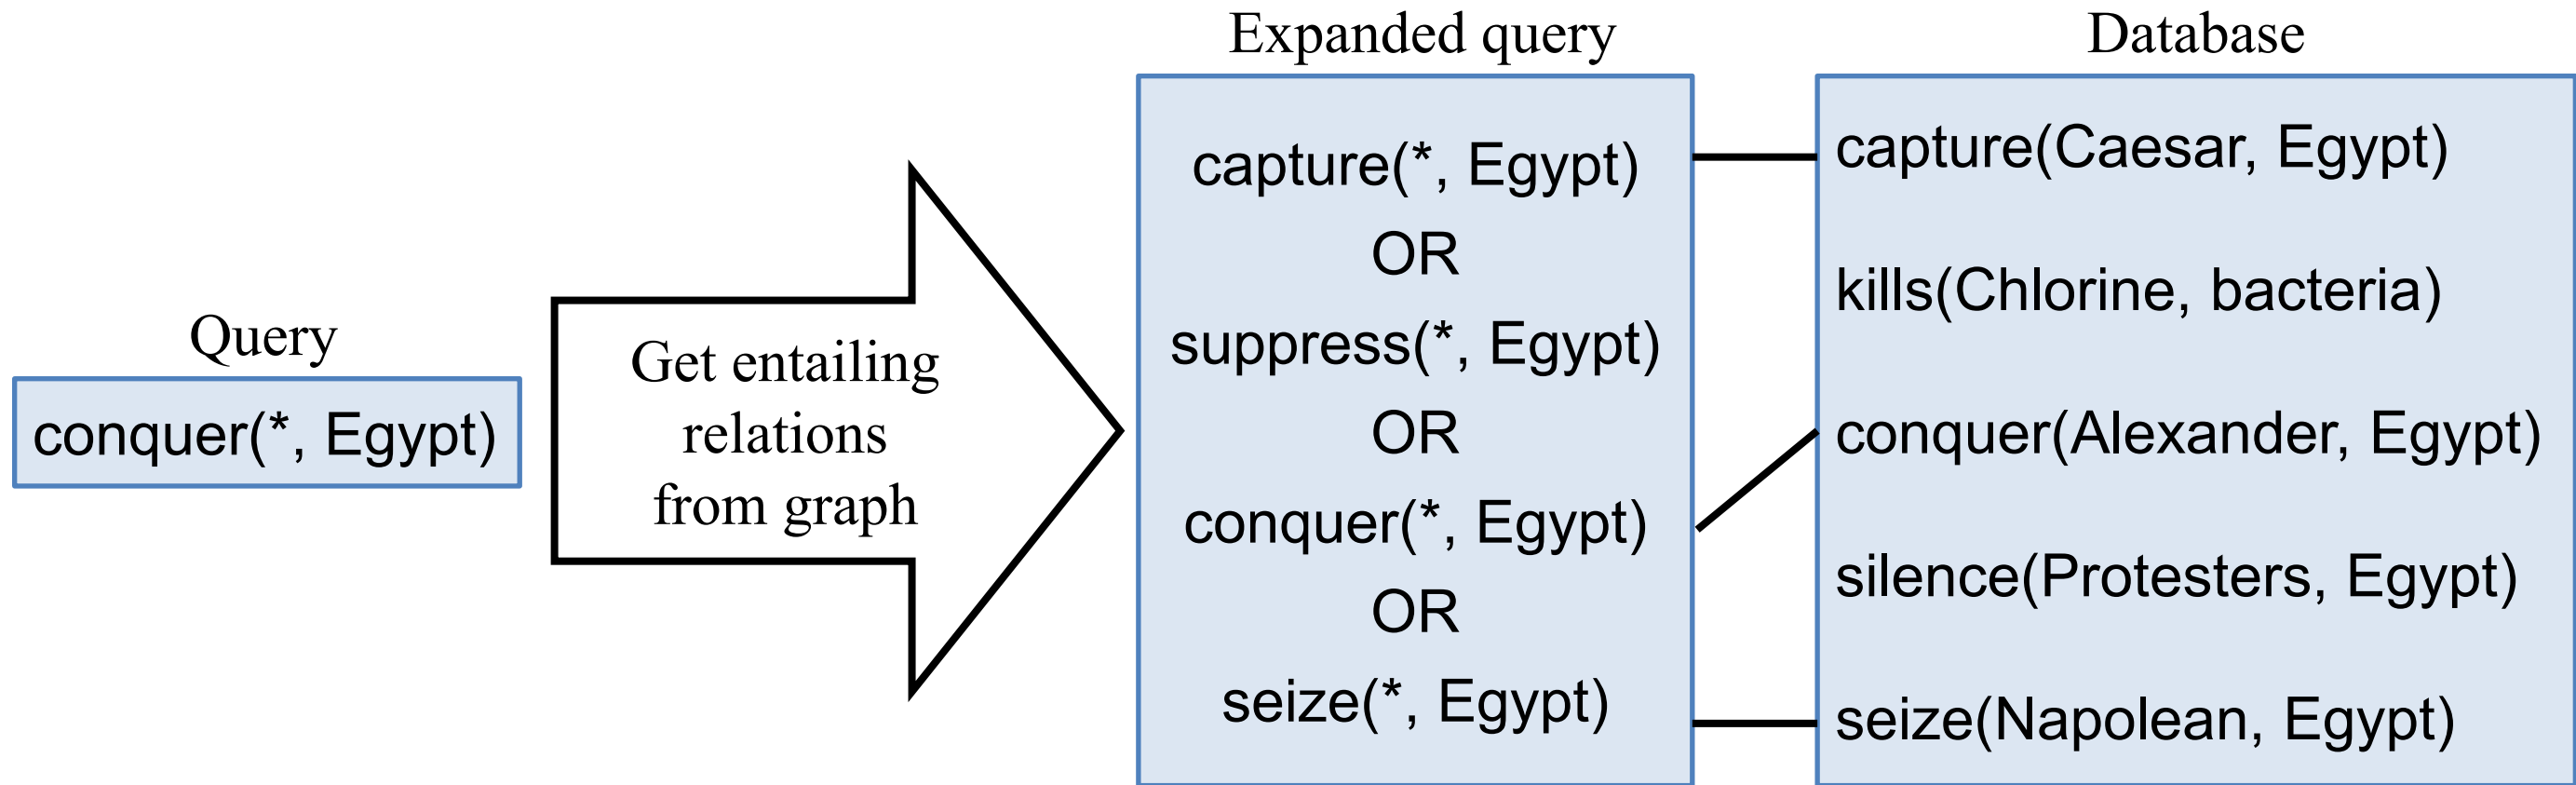 Query
conquer(*, Egypt)
Get entailing
relations
from graph
Expanded query
capture(*, Egypt)
OR
suppress(*, Egypt)
OR
conquer(*, Egypt)
OR
seize(*, Egypt)
Database
capture(Caesar, Egypt)
kills(Chlorine, bacteria)
conquer(Alexander, Egypt)
silence(Protesters, Egypt)
seize(Napolean, Egypt)